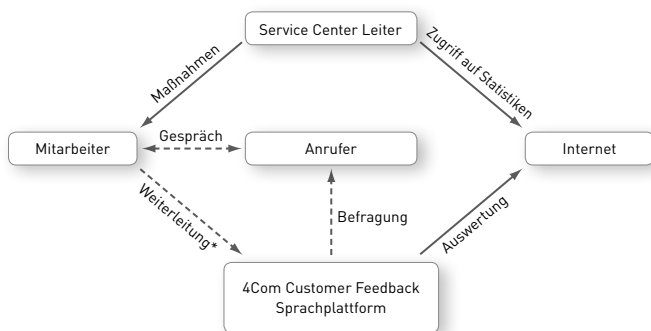 Service Center Leiter
Maßnahmen
Zugriff auf Statistiken
Mitarbeiter
Gespräch
Anrufer
Internet
Weiterleitung*
Befragung
Auswertung
4Com Customer Feedback
Sprachplattform